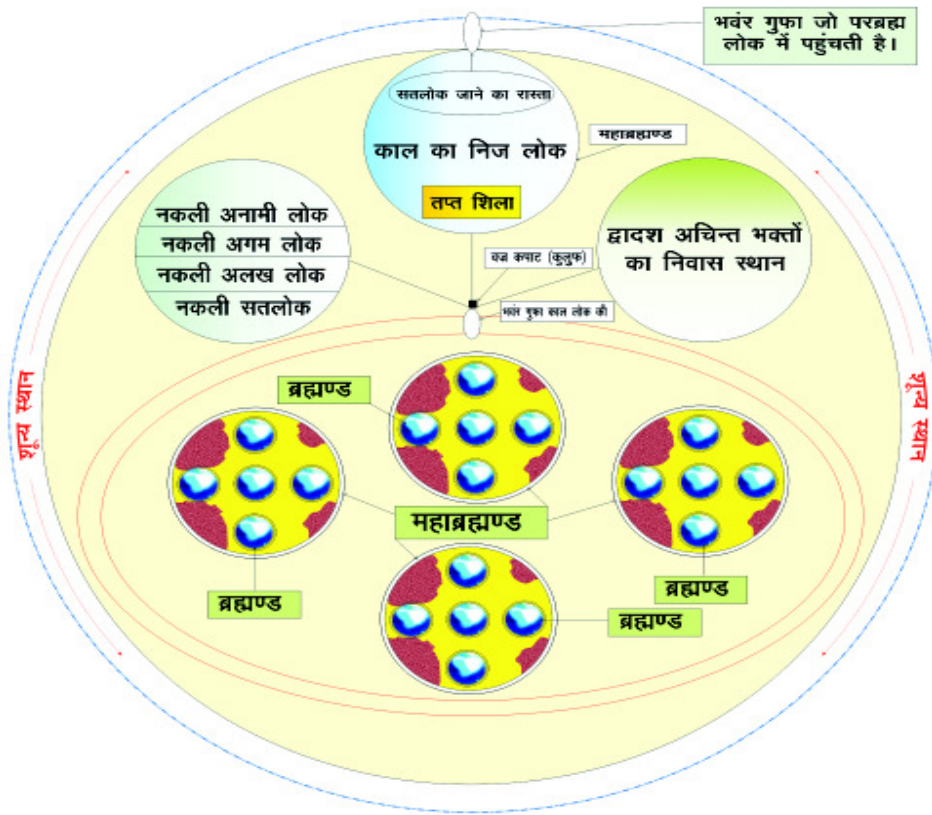 भवंर गुफा जो परब्रह्म
लोक में पहुंचती है।
सतलोक जाने का रास्ता
काल का निज लोक
महाब्रह्मण्ड
तप्त शिला
नकली अनामी लोक
नकली अगम लोक
नकली अलख लोक
नकली सतलोक
द्वादश अचिन्त भक्तों
का निवास स्थान
वज्र कपाट (कुलुफ)
भवंर गुफा काल लोक की
शून्य स्थान
शून्य स्थान
ब्रह्मण्ड
महाब्रह्मण्ड
ब्रह्मण्ड
ब्रह्मण्ड
ब्रह्मण्ड